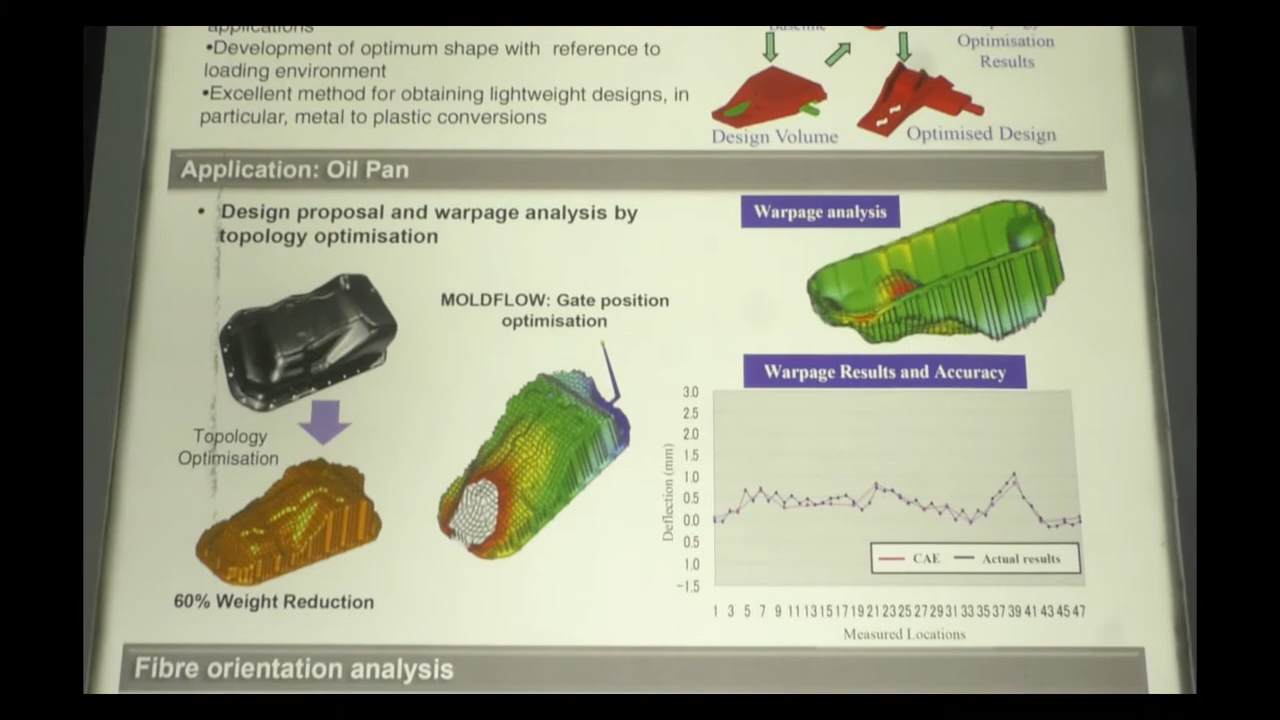 applications
•Development of optimum shape with reference to
loading environment
•Excellent method for obtaining lightweight designs, in
particular, metal to plastic conversions
Baseline
Optimisation
Results
Design Volume
Optimised Design
Application: Oil Pan
• Design proposal and warpage analysis by
topology optimisation
Warpage analysis
MOLDFLOW: Gate position
optimisation
Topology
Optimisation
60% Weight Reduction
Warpage Results and Accuracy
Deflection (mm)
3.0
2.5
2.0
1.5
1.0
0.5
0.0
0.5
1.0
−1.5
CAE
Actual results
1 3 5 7 9 11 13 15 17 19 21 23 25 27 29 31 33 35 37 39 41 43 45 47
Measured Locations
Fibre orientation analysis